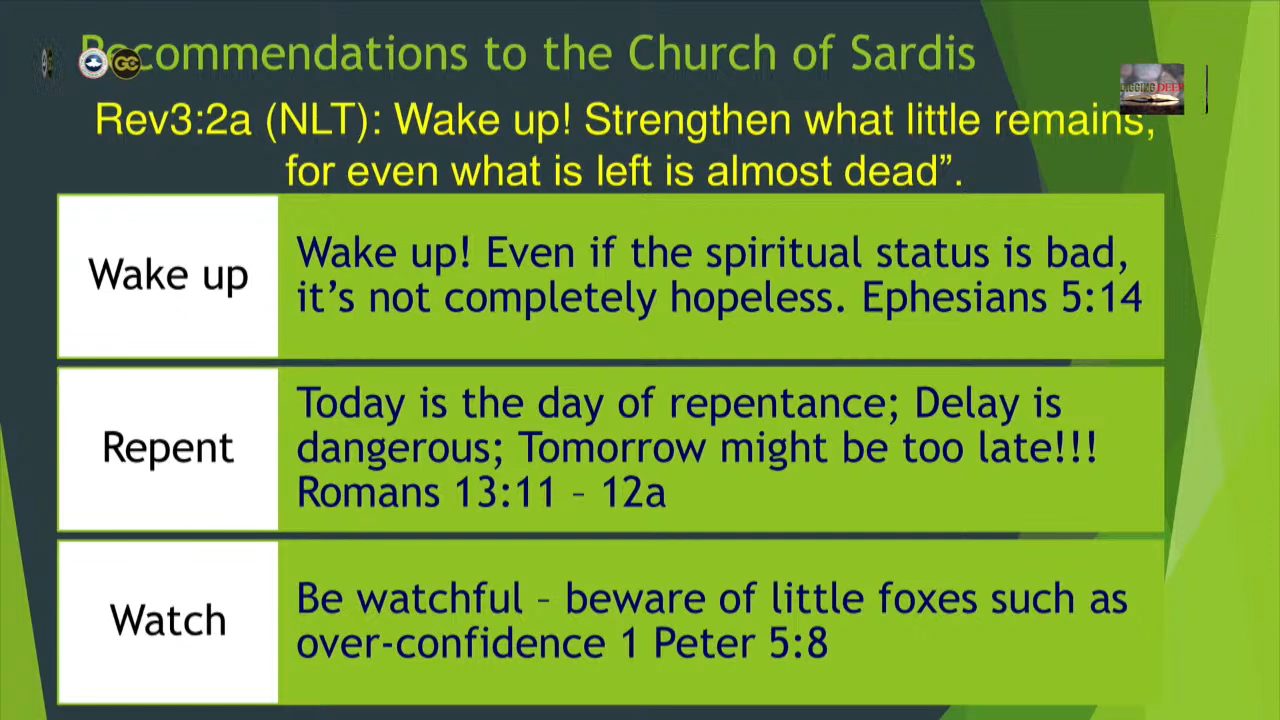 Recommendations to the Church of Sardis
Rev3:2a (NLT): Wake up! Strengthen what little remains,
for even what is left is almost dead”.
Wake up
Wake up! Even if the spiritual status is bad,
it’s not completely hopeless. Ephesians 5:14
Repent
Today is the day of repentance; Delay is
dangerous; Tomorrow might be too late!!!
Romans 13:11 – 12a
Watch
Be watchful – beware of little foxes such as
over-confidence 1 Peter 5:8